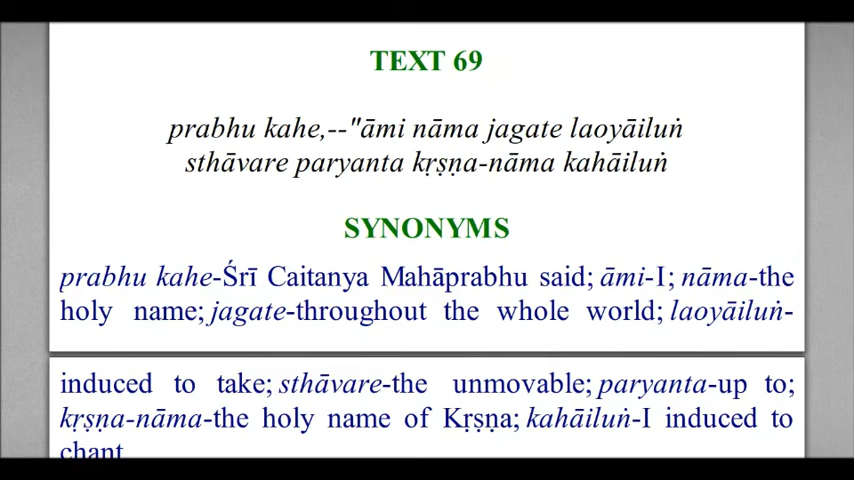 TEXT 69
prabhu kahe,--"āmi nāma jagate laoyāiluṅ
sthāvare paryanta kṛṣṇa-nāma kahāiluṅ
SYNONYMS
prabhu kahe-Śrī Caitanya Mahāprabhu said; āmi-I; nāma-the
holy name; jagate-throughout the whole world; laoyāiluṅ-
induced to take; sthāvare-the unmovable; paryanta-up to;
kṛṣṇa-nāma-the holy name of Kṛṣṇa; kahāiluṅ-I induced to
chant